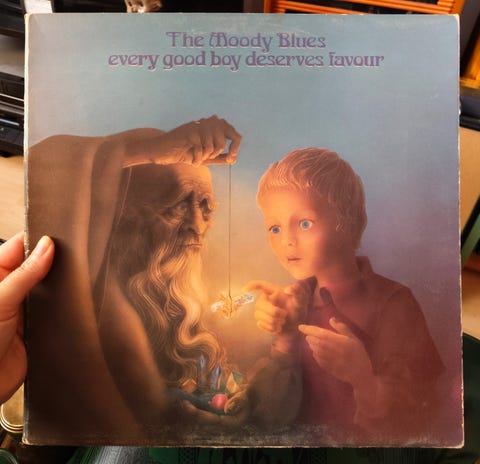 The Moody Blues
every good boy deserves favour